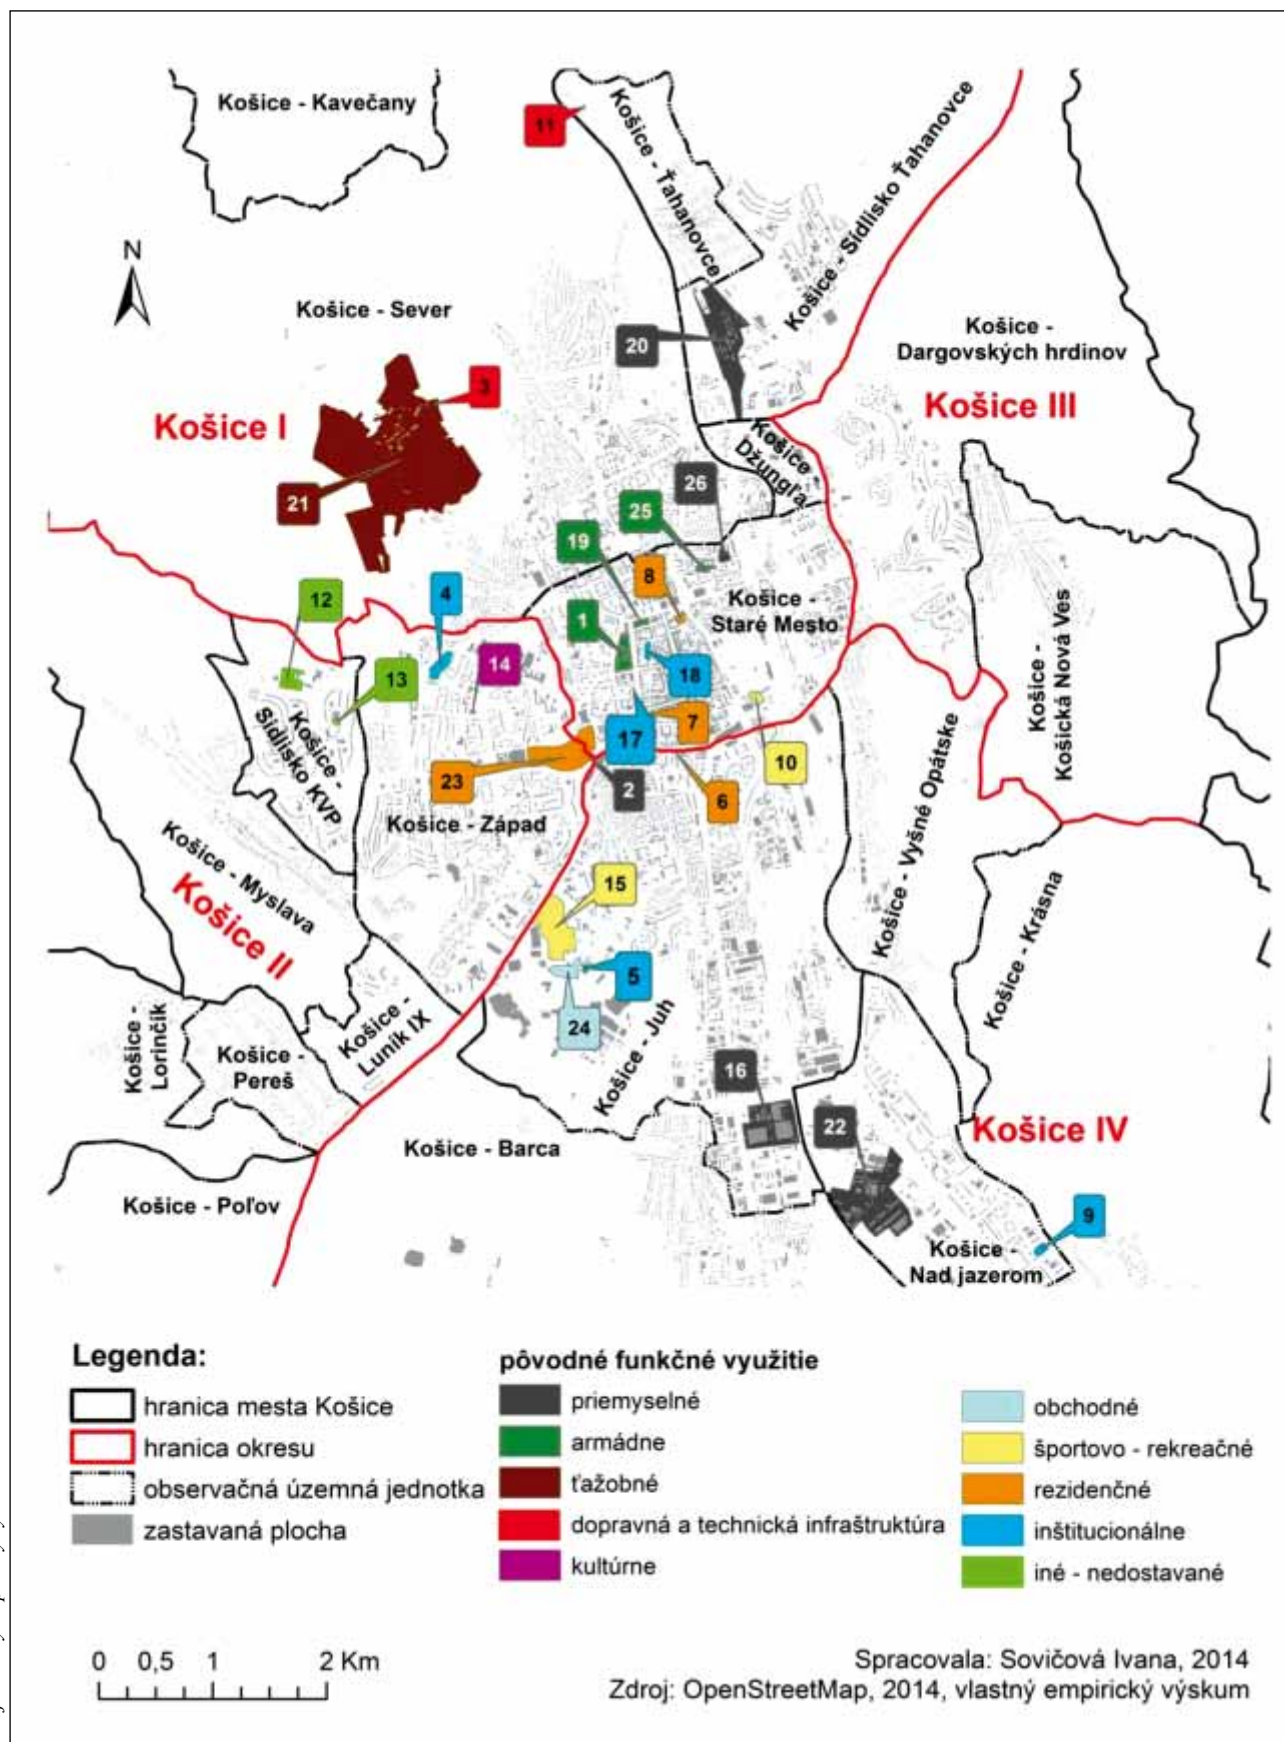 Košice - Kavečany
11
Košice - Ťahanovce
Košice - Sídlisko Ťahanovce
N
Košice - Sever
20
Košice -
Dargovských hrdinov
3
Košice I
Košice III
Košice -
Džungľa
26
21
25
19
8
12
4
1
Košice -
Staré Mesto
14
18
13
Košice -
Sídlisko KVP
17
7
Košice -
Košická Nová Ves
10
23
2
6
Košice - Západ
Košice - Vyšné Opátske
Košice - Myslava
Košice II
15
Košice - Krásna
5
24
Košice -
Lorinčík
Košice -
Pereš
Košice -
Luník IX
Košice - Juh
16
22
Košice IV
Košice - Barca
Košice - Poľov
9
Košice -
Nad jazerom
Legenda:
hranica mesta Košice
hranica okresu
observačná územná jednotka
zastavaná plocha
pôvodné funkčné využitie
priemyselné
armádne
ťažobné
dopravná a technická infraštruktúra
kultúrne
obchodné
športovo - rekreačné
rezidenčné
inštitucionálne
iné - nedostavané
0 0,5 1 2 Km
Spracovala: Sovičová Ivana, 2014
Zdroj: OpenStreetMap, 2014, vlastný empirický výskum